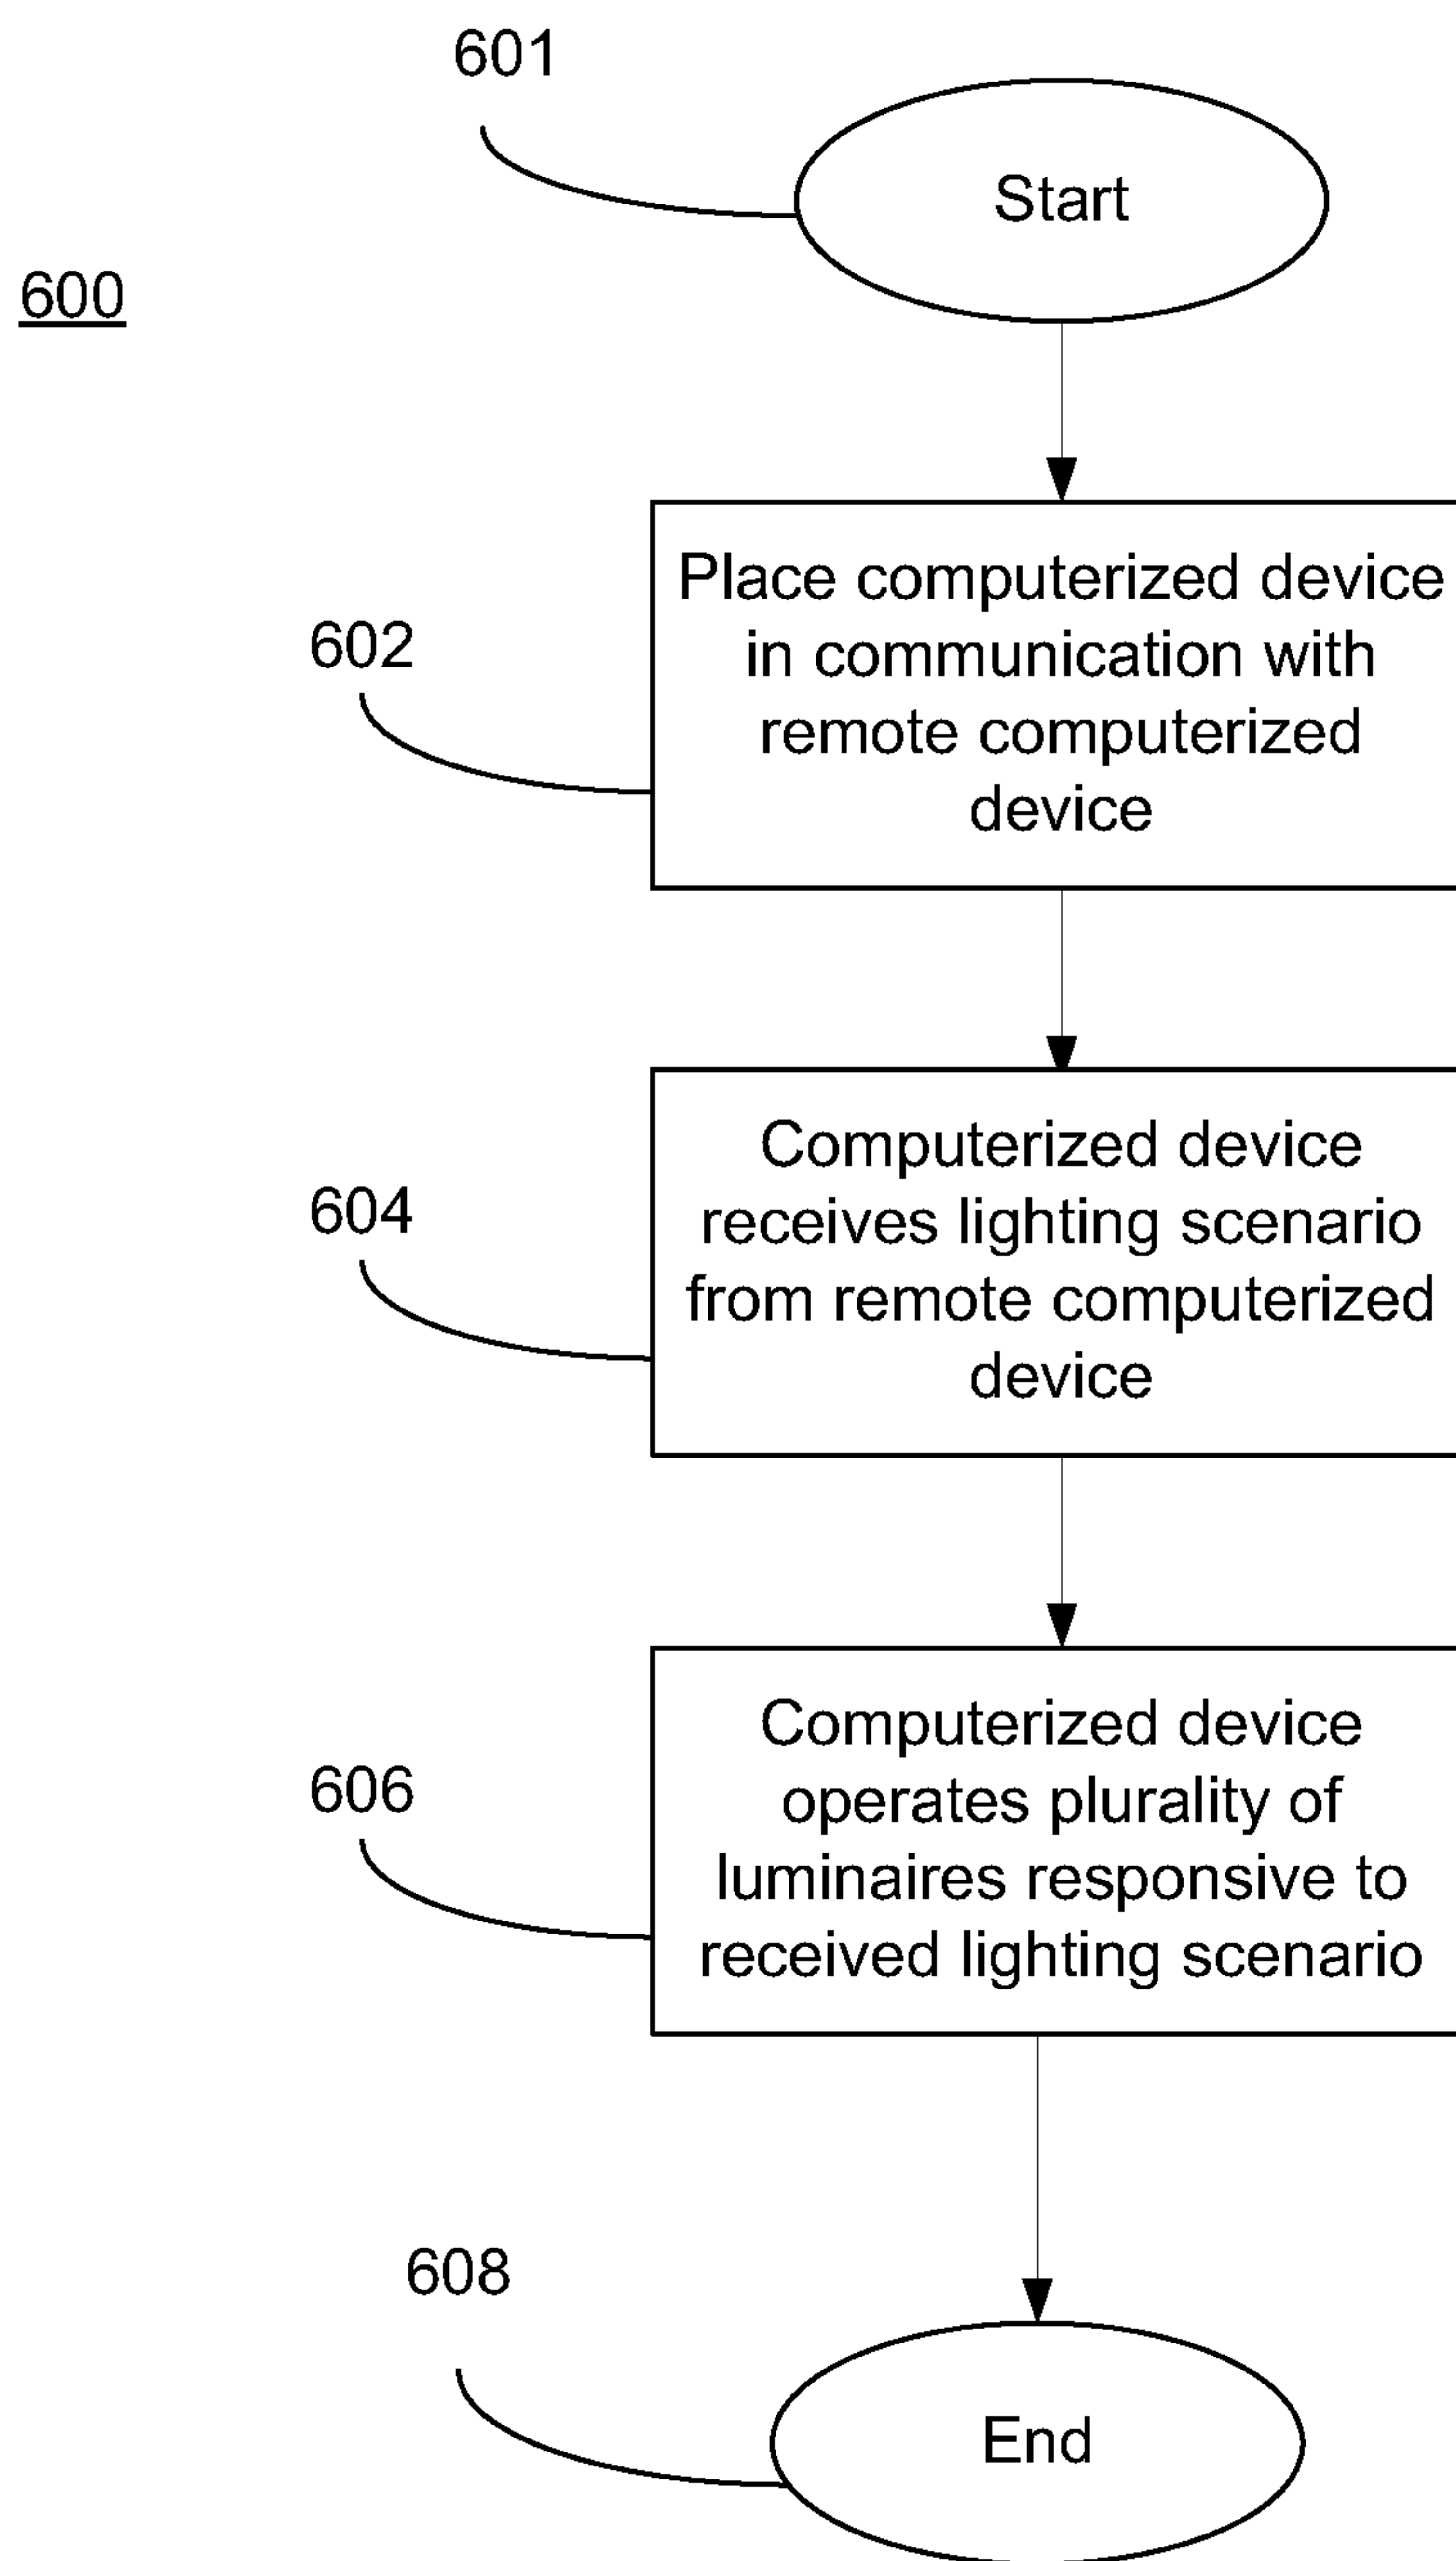 601
Start
600
Place computerized device
in communication with
remote computerized
device
602
Computerized device
receives lighting scenario
from remote computerized
device
604
Computerized device
operates plurality of
luminaires responsive to
received lighting scenario
606
608
End